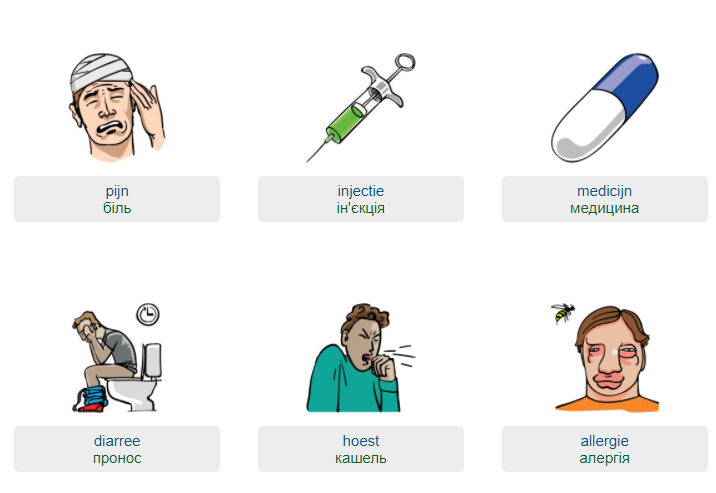 pijn
біль
injectie
ін'єкція
medicijn
медицина
diarree
пронос
hoest
кашель
allergie
алергія